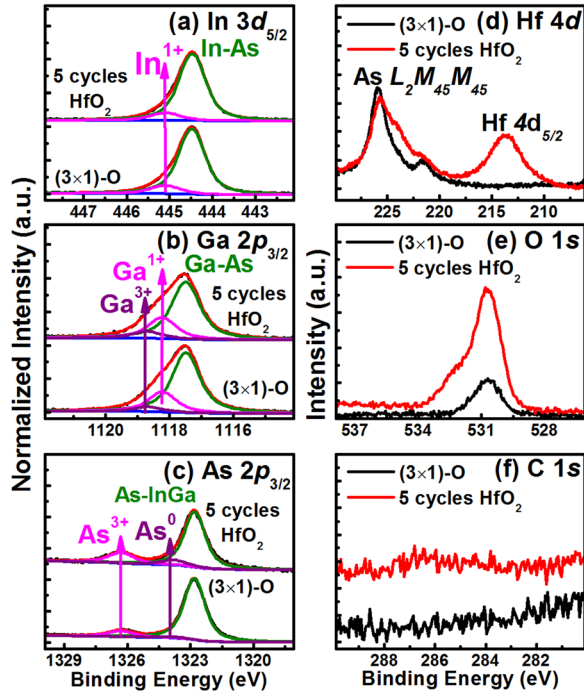 Normalized Intensity (a.u.)
(a) In 3d5/2
In1+
In-As
5 cycles
HfO2
(3×1)-O
447 446 445 444 443 442
(b) Ga 2p3/2
Ga1+
Ga-As
Ga3+
5 cycles
HfO2
(3×1)-O
1120 1118 1116
(c) As 2p3/2
As-InGa
As3+
As0
5 cycles
HfO2
(3×1)-O
1329 1326 1323 1320
Binding Energy (eV)
Intensity (a.u.)
(d) Hf 4d
(3×1)-O
5 cycles HfO2
As L2M45M45
Hf 4d5/2
225 220 215 210
(e) O 1s
(3×1)-O
5 cycles HfO2
537 534 531 528
(f) C 1s
(3×1)-O
5 cycles HfO2
288 286 284 282
Binding Energy (eV)